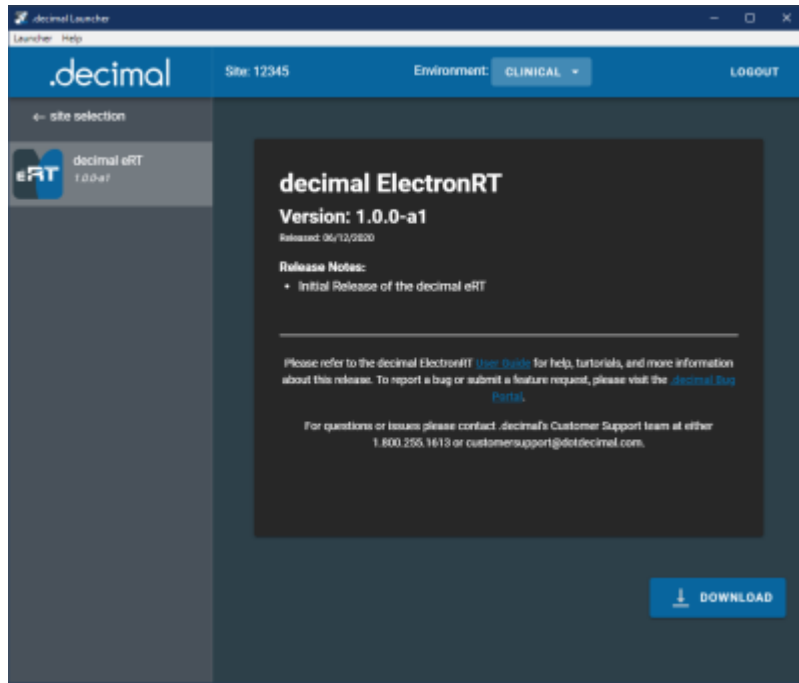 .decimal Launcher
Launcher Help
.decimal
Site: 12345
Environment: CLINICAL
LOGOUT
← site selection
eRT
decimal eRT
1.0.0-a1
decimal ElectronRT
Version: 1.0.0-a1
Released: 06/12/2020
Release Notes:
• Initial Release of the decimal eRT
Please refer to the decimal ElectronRT User Guide for help, turtorials, and more information
about this release. To report a bug or submit a feature request, please visit the .decimal Bug
Portal.
For questions or issues please contact .decimal's Customer Support team at either
1.800.255.1613 or customersupport@dotdecimal.com.
DOWNLOAD